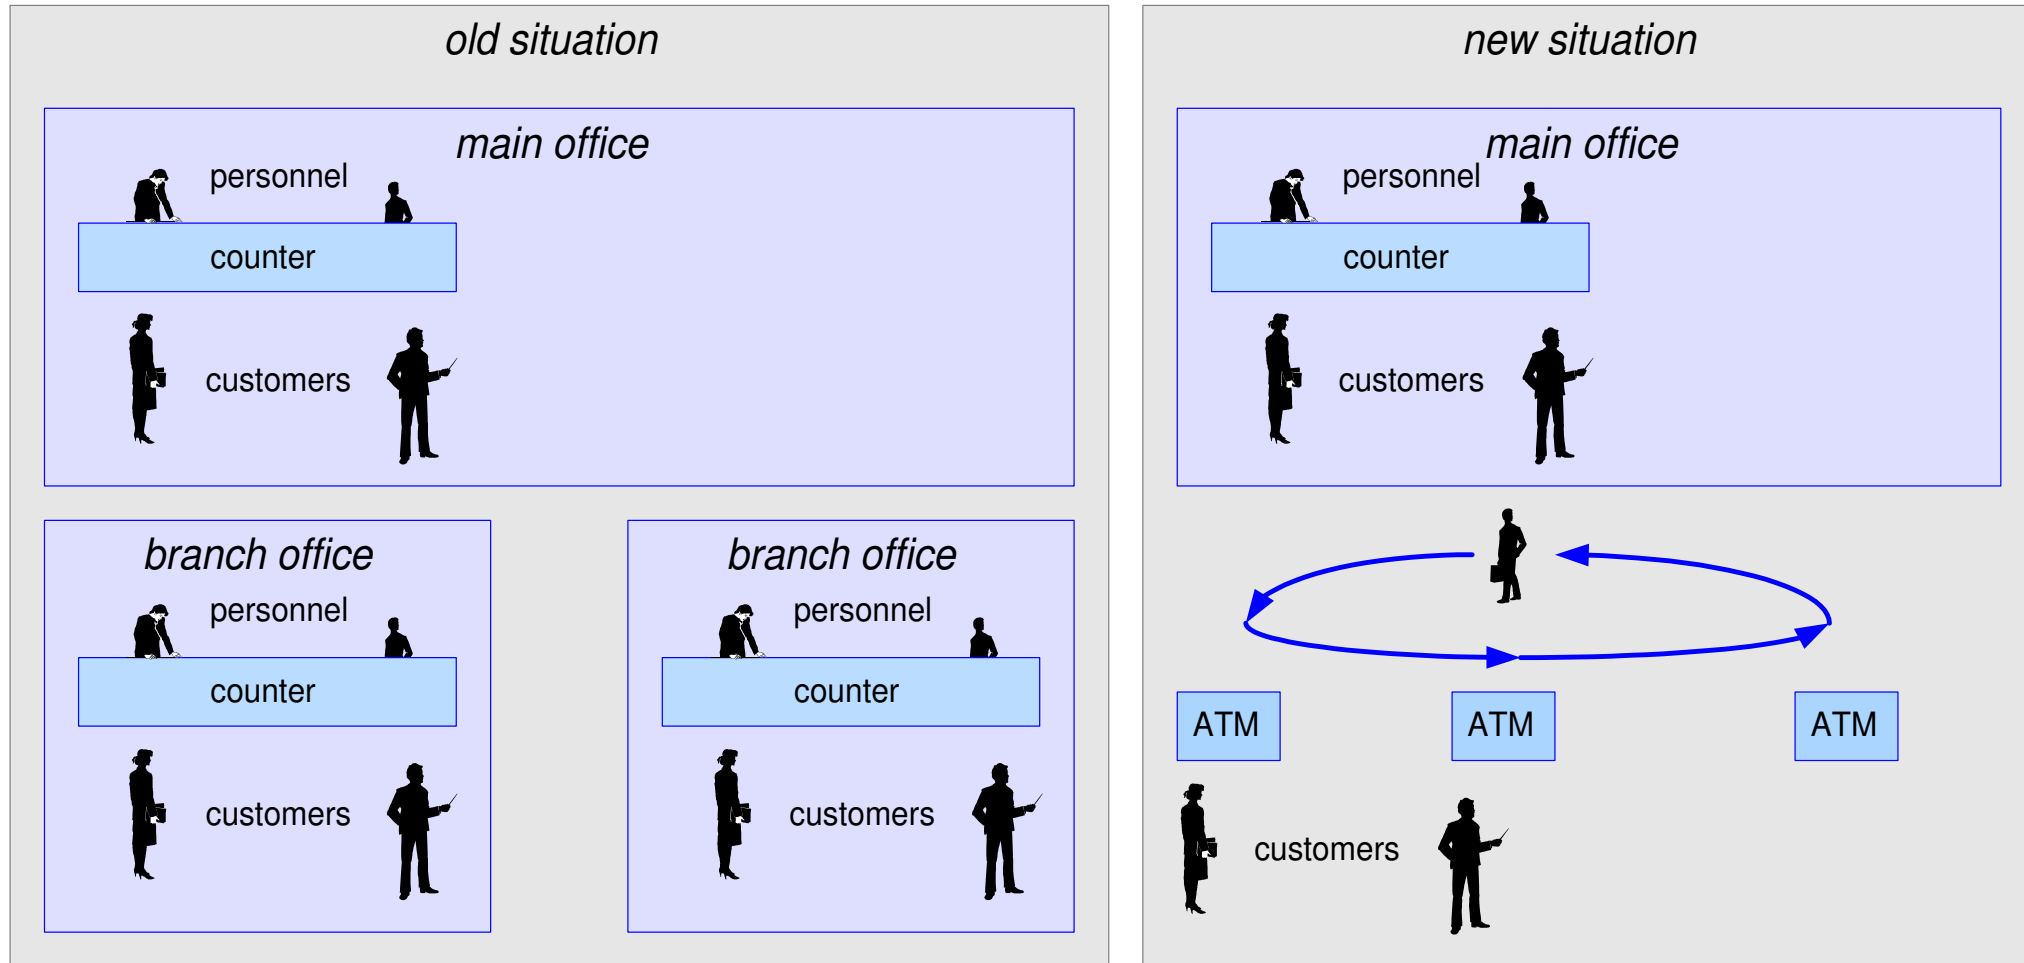 old situation
main office
personnel
counter
customers
branch office
personnel
counter
customers
branch office
personnel
counter
customers
new situation
main office
personnel
counter
customers
ATM
ATM
ATM
customers